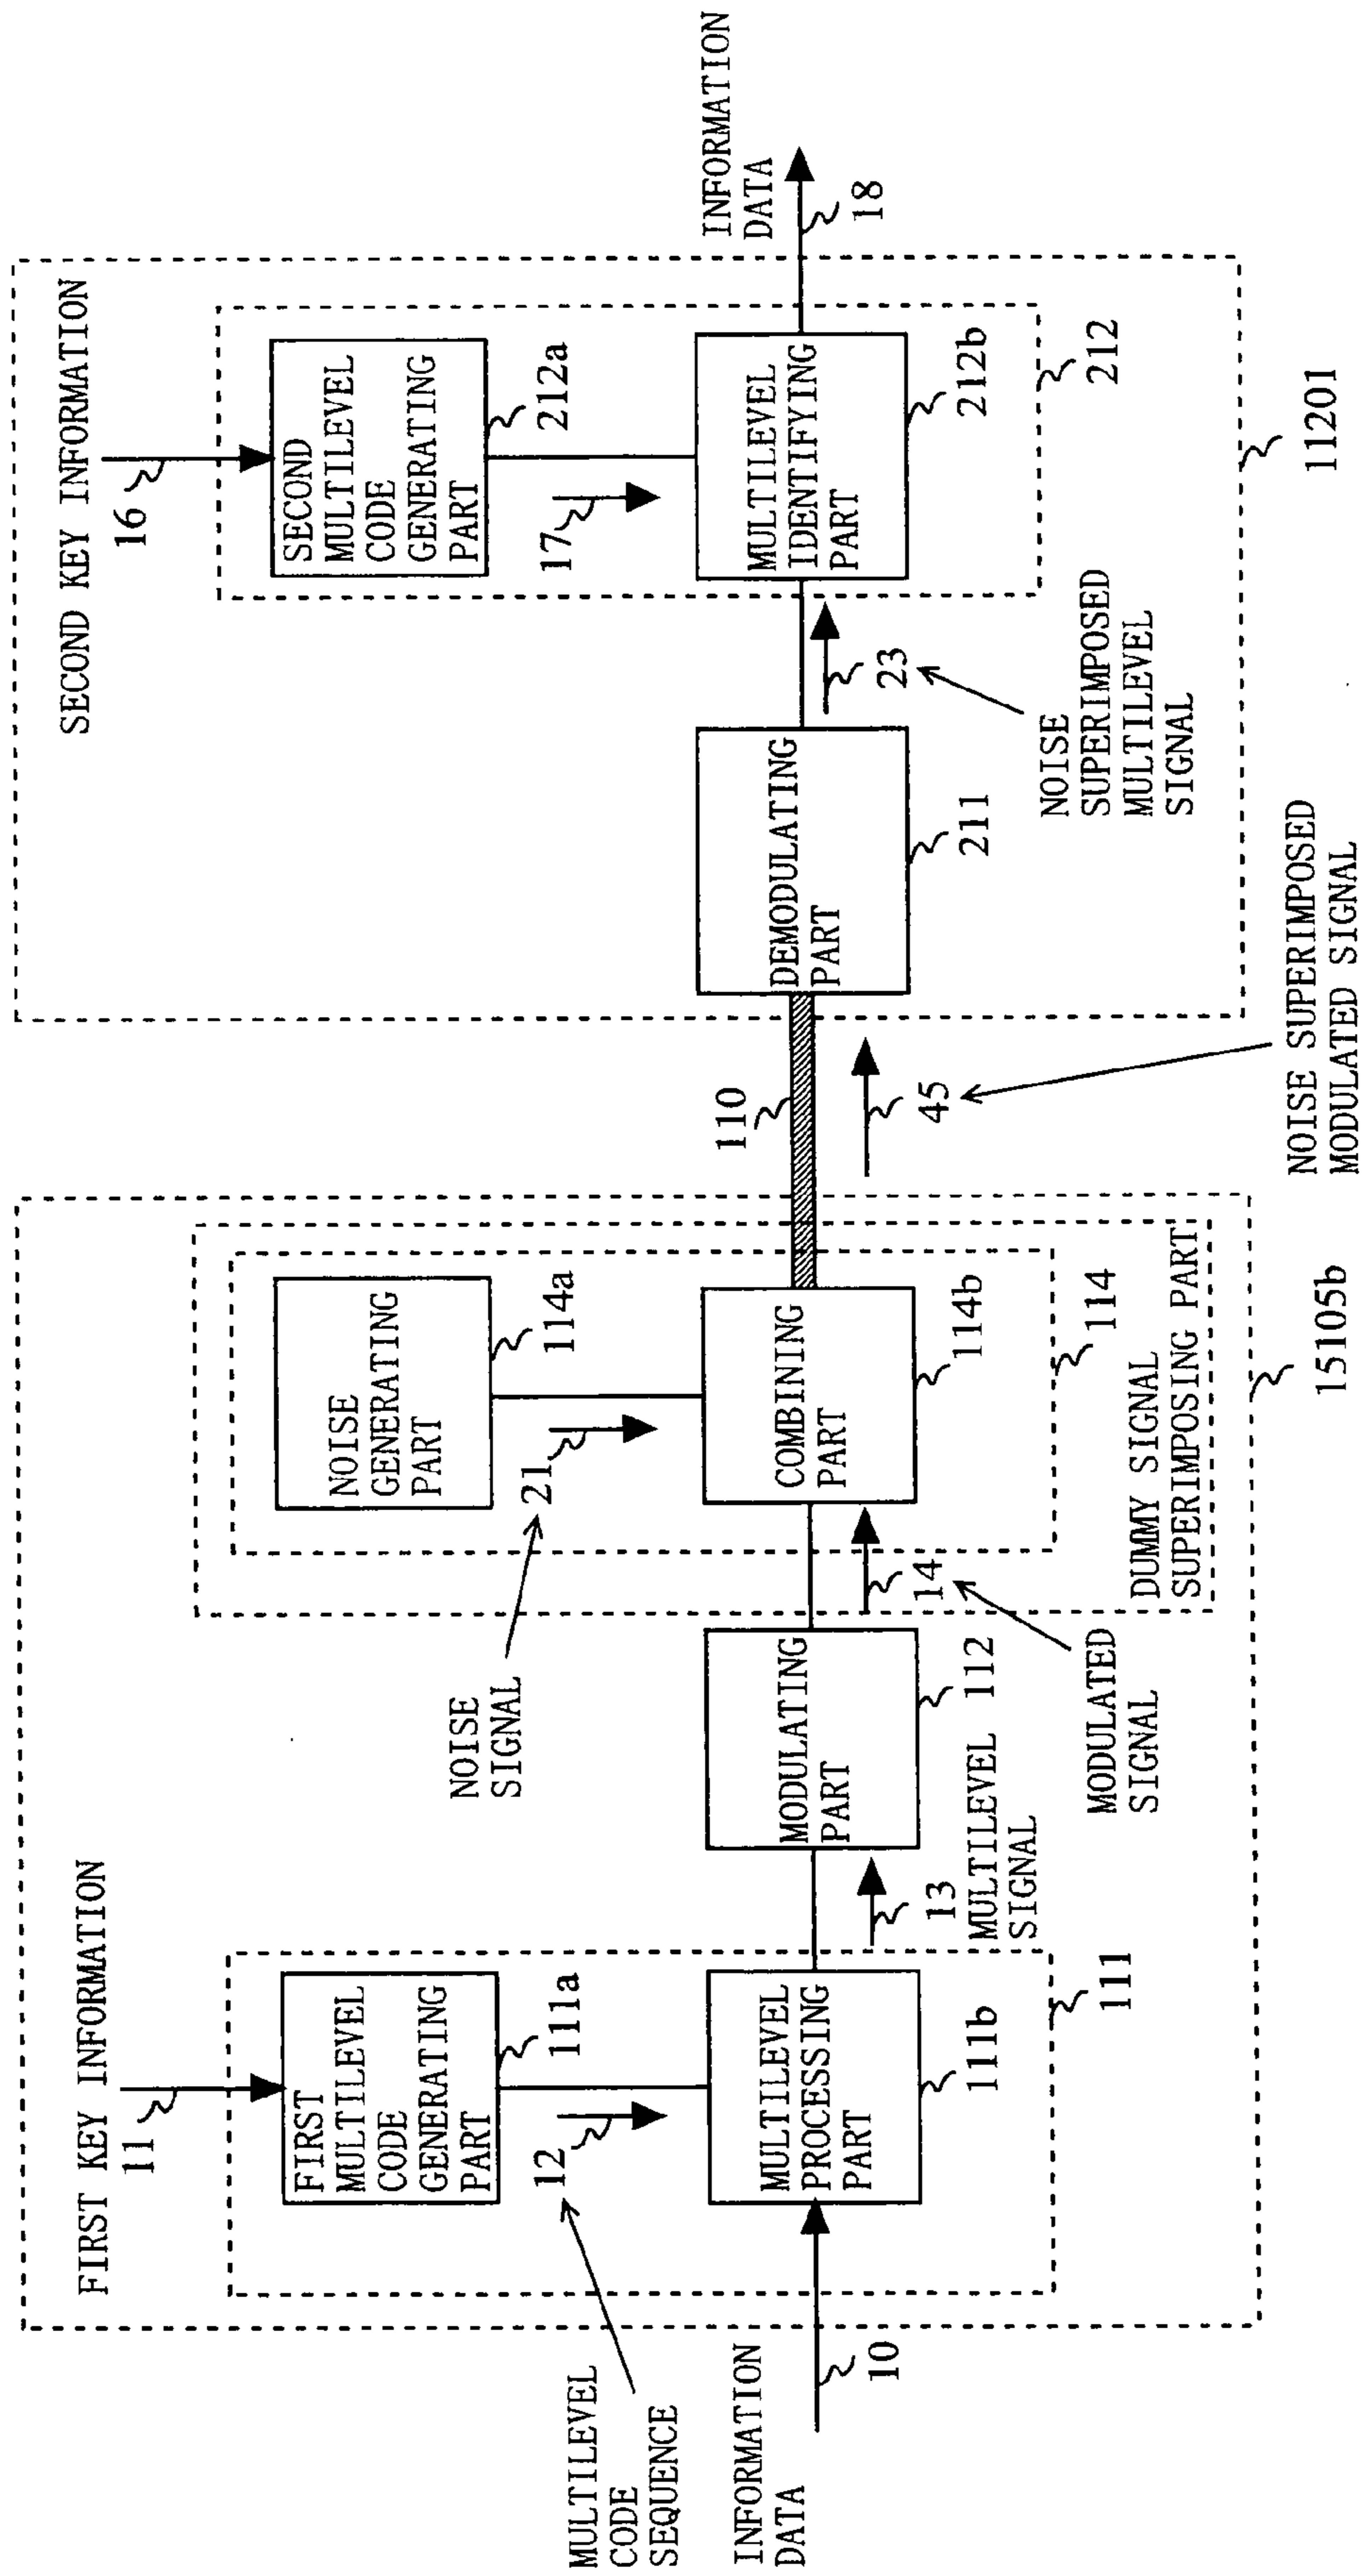 FIRST KEY INFORMATION
11
FIRST
MULTILEVEL
CODE
GENERATING
PART
111a
12
MULTILEVEL
CODE
SEQUENCE
INFORMATION
DATA
10
MULTILEVEL
PROCESSING
PART
111b
111
13
MULTILEVEL
SIGNAL
MODULATING
PART
112
NOISE
SIGNAL
21
NOISE
GENERATING
PART
114a
14
MODULATED
SIGNAL
COMBINING
PART
114b
114
DUMMY SIGNAL
SUPERIMPOSING PART
15105b
110
45
NOISE SUPERIMPOSED
MODULATED SIGNAL
DEMODULATING
PART
211
23
NOISE
SUPERIMPOSED
MULTILEVEL
SIGNAL
SECOND KEY INFORMATION
16
SECOND
MULTILEVEL
CODE
GENERATING
PART
212a
17
MULTILEVEL
IDENTIFYING
PART
212b
212
11201
INFORMATION
DATA
18